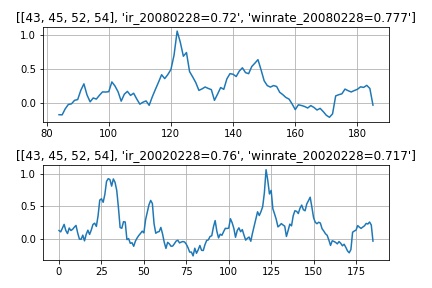 [[43, 45, 52, 54], 'ir_20080228=0.72', 'winrate_20080228=0.777']
1.0
0.5
0.0
80 100 120 140 160 180
[[43, 45, 52, 54], 'ir_20020228=0.76', 'winrate_20020228=0.717']
1.0
0.5
0.0
0 25 50 75 100 125 150 175